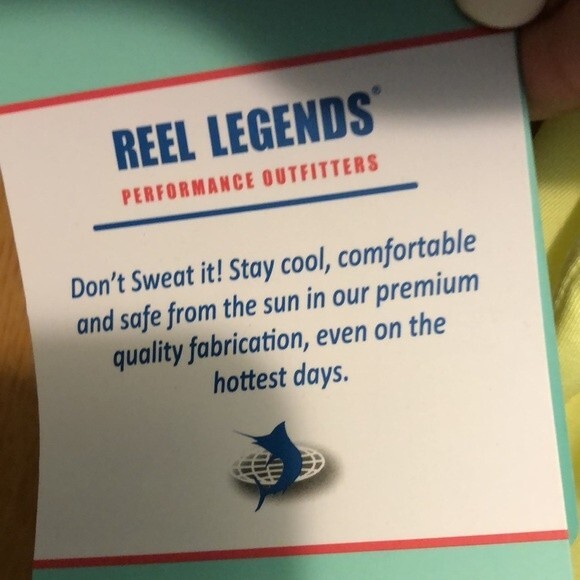 REEL LEGENDS®
PERFORMANCE OUTFITTERS
Don't Sweat it! Stay cool, comfortable
and safe from the sun in our premium
quality fabrication, even on the
hottest days.